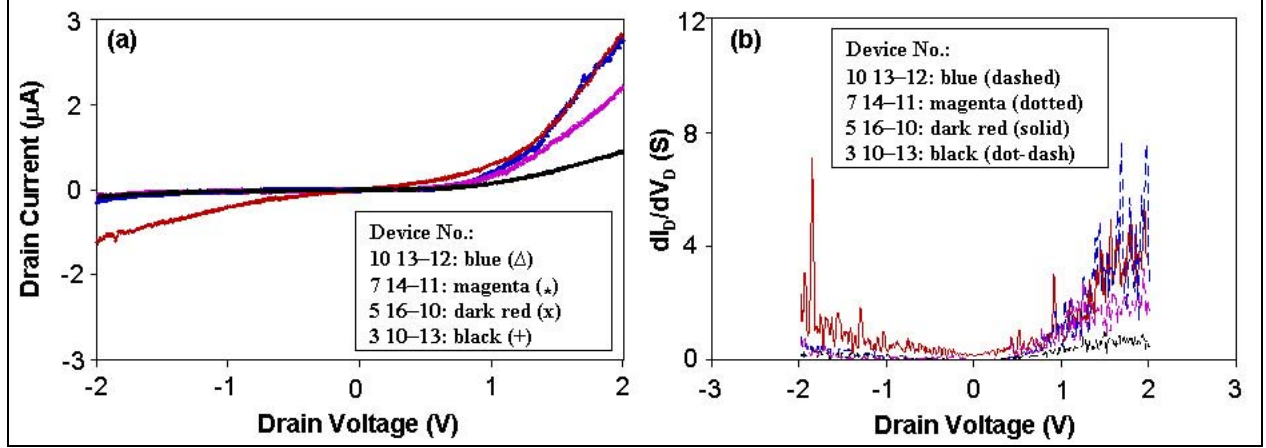 (a)
3
2
0
-2
-3
Drain Current (μA)
-2
-1
0
1
2
Drain Voltage (V)
Device No.:
10 13–12: blue (Δ)
7 14–11: magenta (⋆)
5 16–10: dark red (x)
3 10–13: black (+)
(b)
12
8
4
0
dI_D/dV_D (S)
-3
-2
-1
0
1
2
3
Drain Voltage (V)
Device No.:
10 13–12: blue (dashed)
7 14–11: magenta (dotted)
5 16–10: dark red (solid)
3 10–13: black (dot-dash)